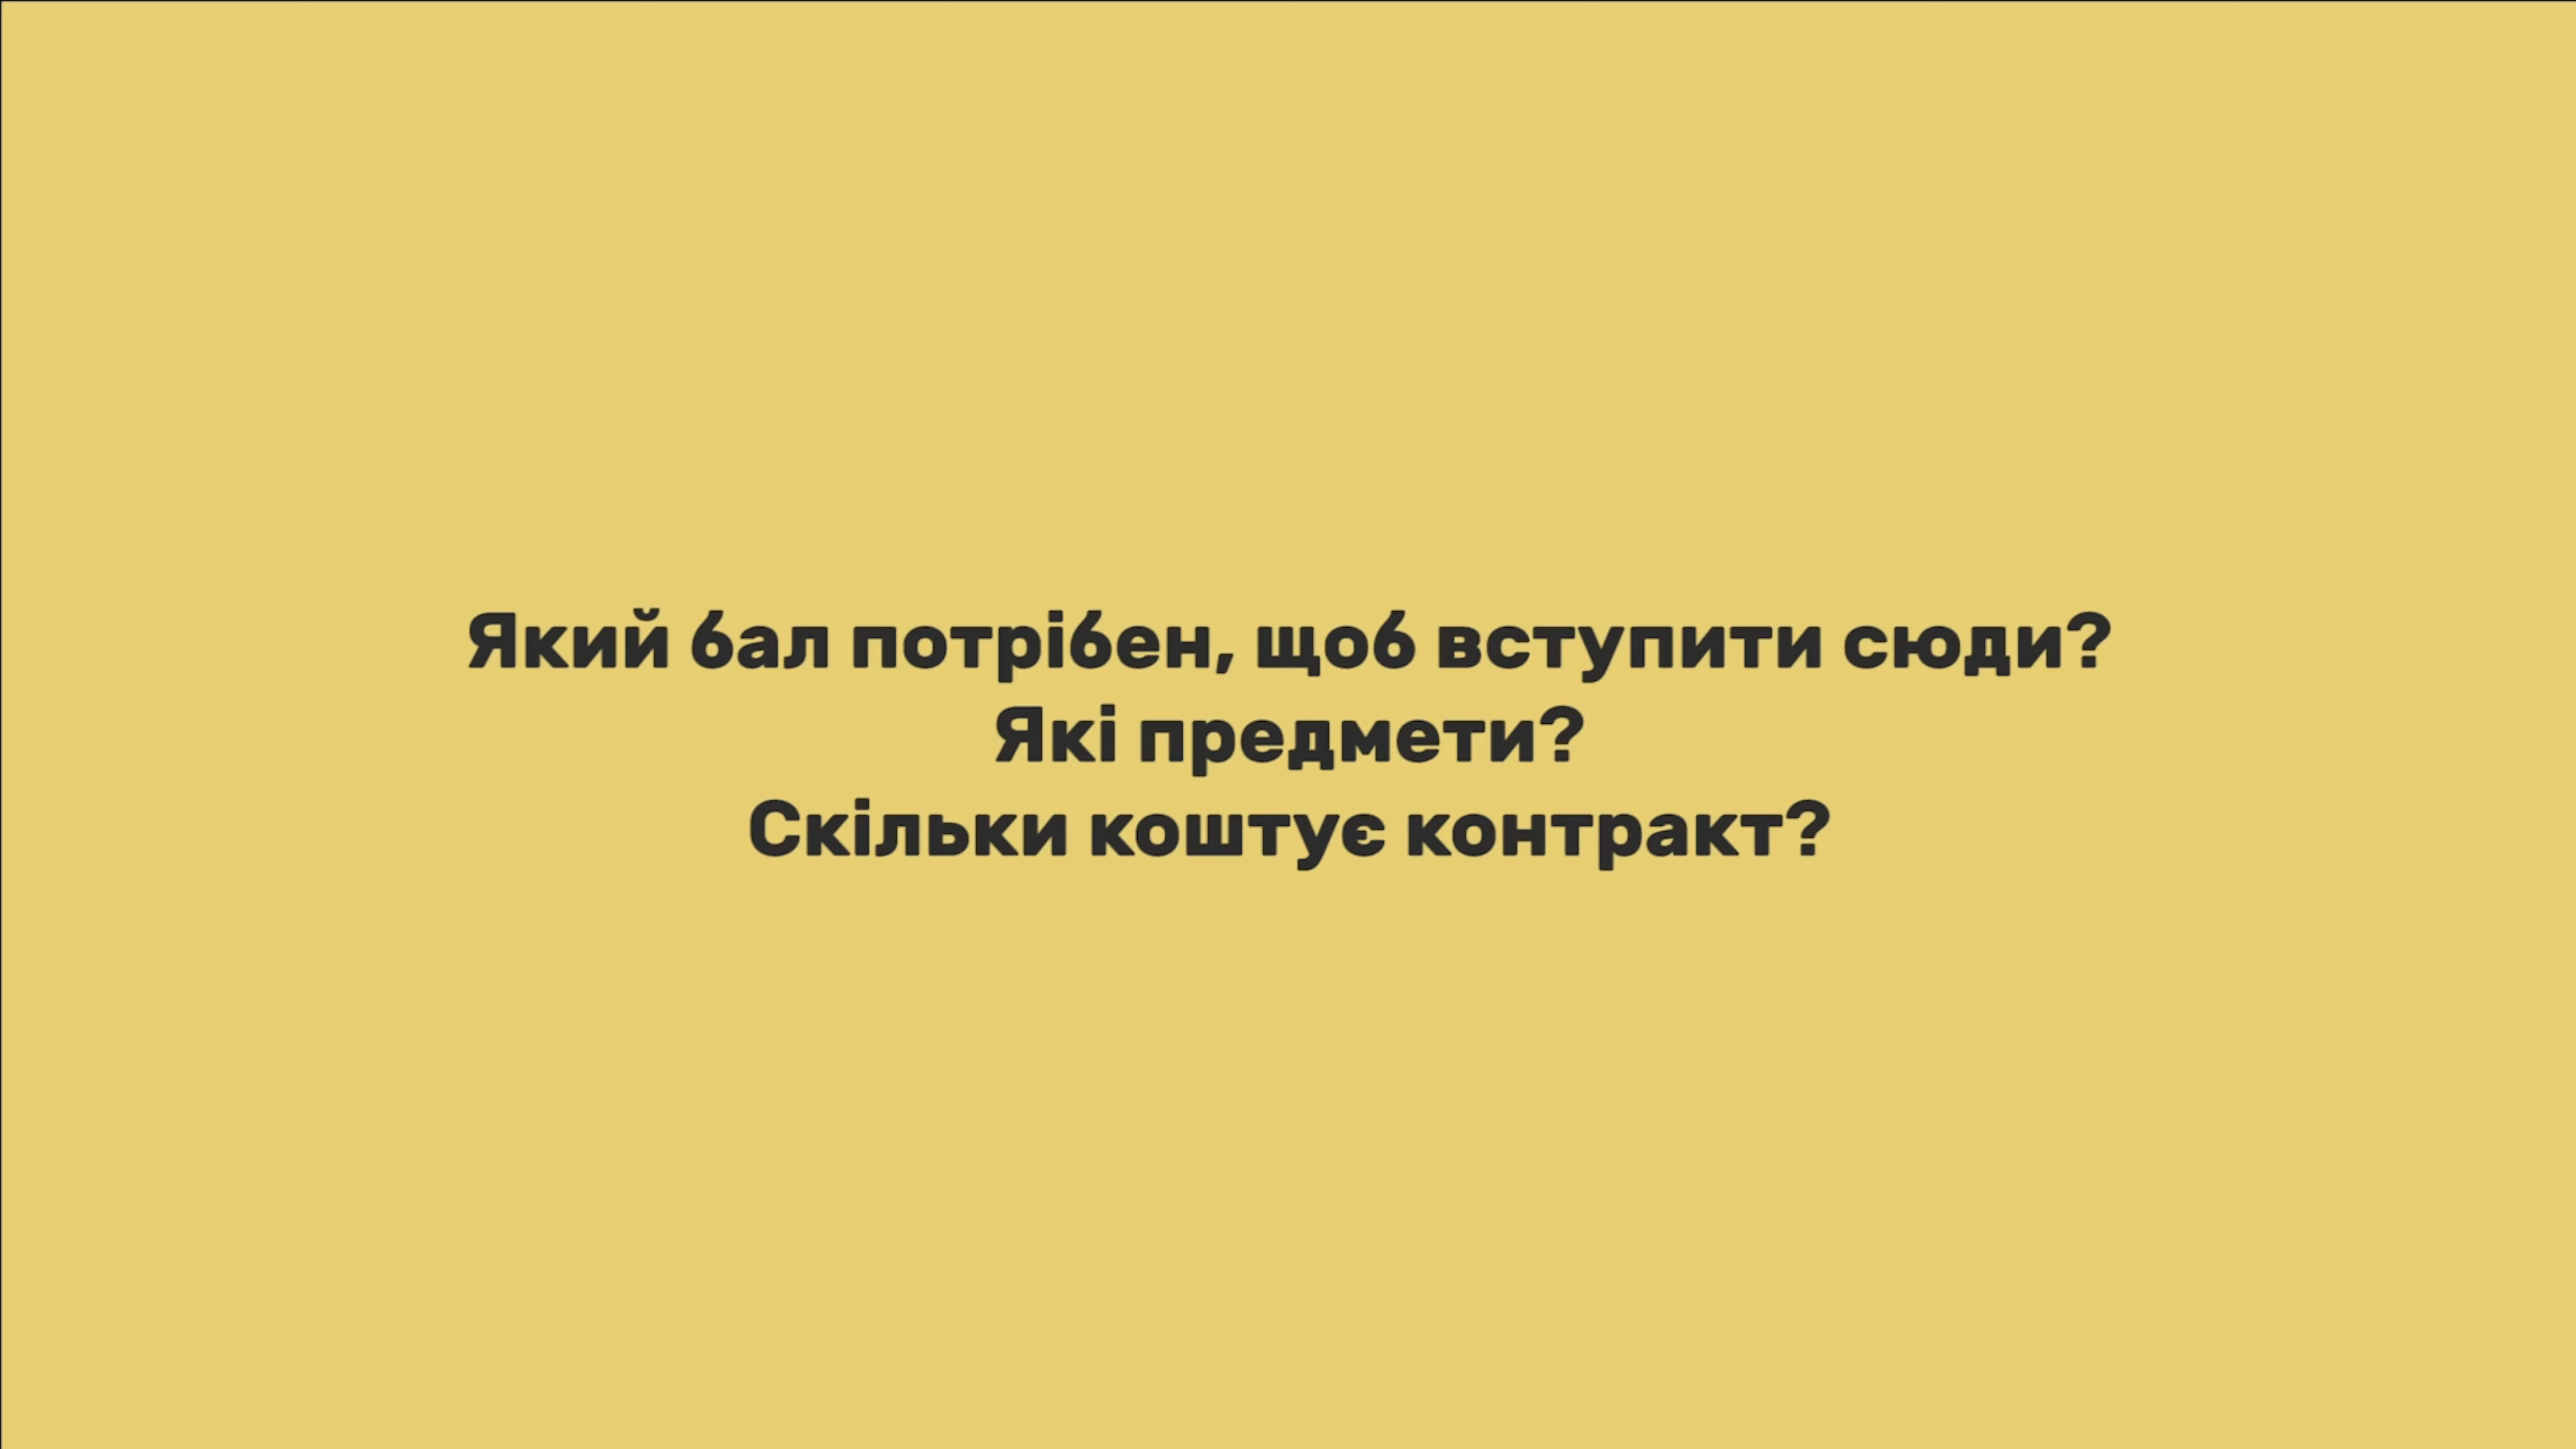 Який бал потрібен, щоб вступити сюди?
Які предмети?
Скільки коштує контракт?